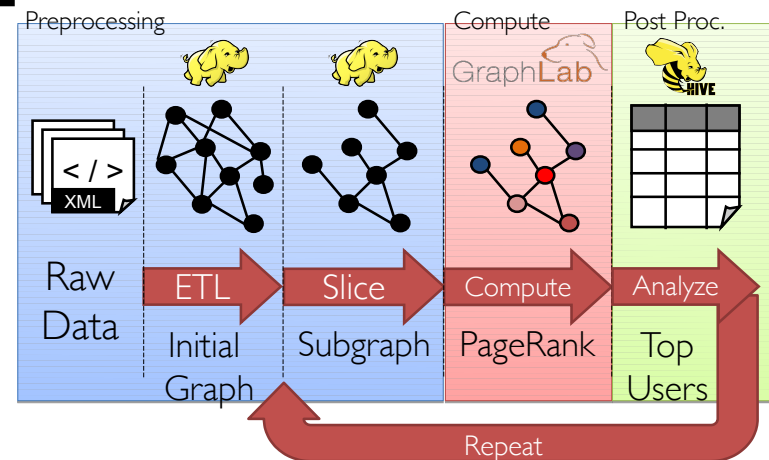 Preprocessing
Compute
Post Proc.
GraphLab
HIVE
< / >
XML
Raw
Data
ETL
Slice
Compute
Analyze
Initial
Graph
Subgraph
PageRank
Top
Users
Repeat